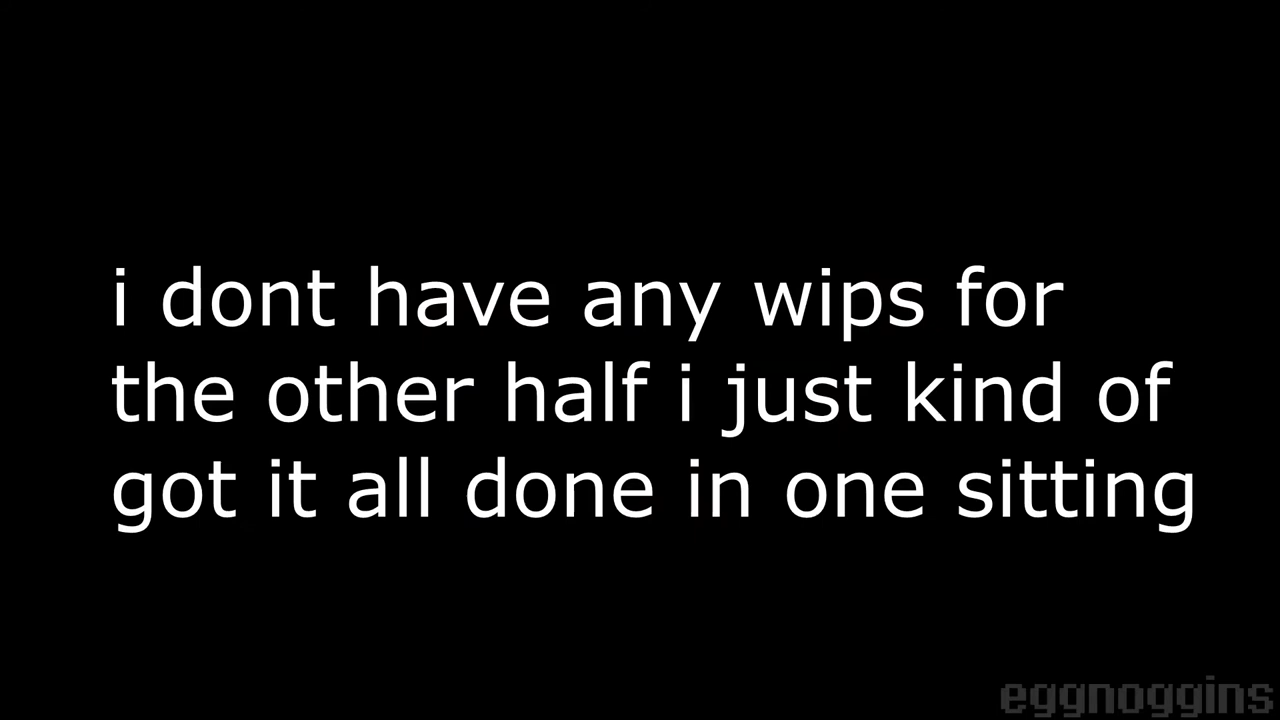 i dont have any wips for
the other half i just kind of
got it all done in one sitting
eggnoggins